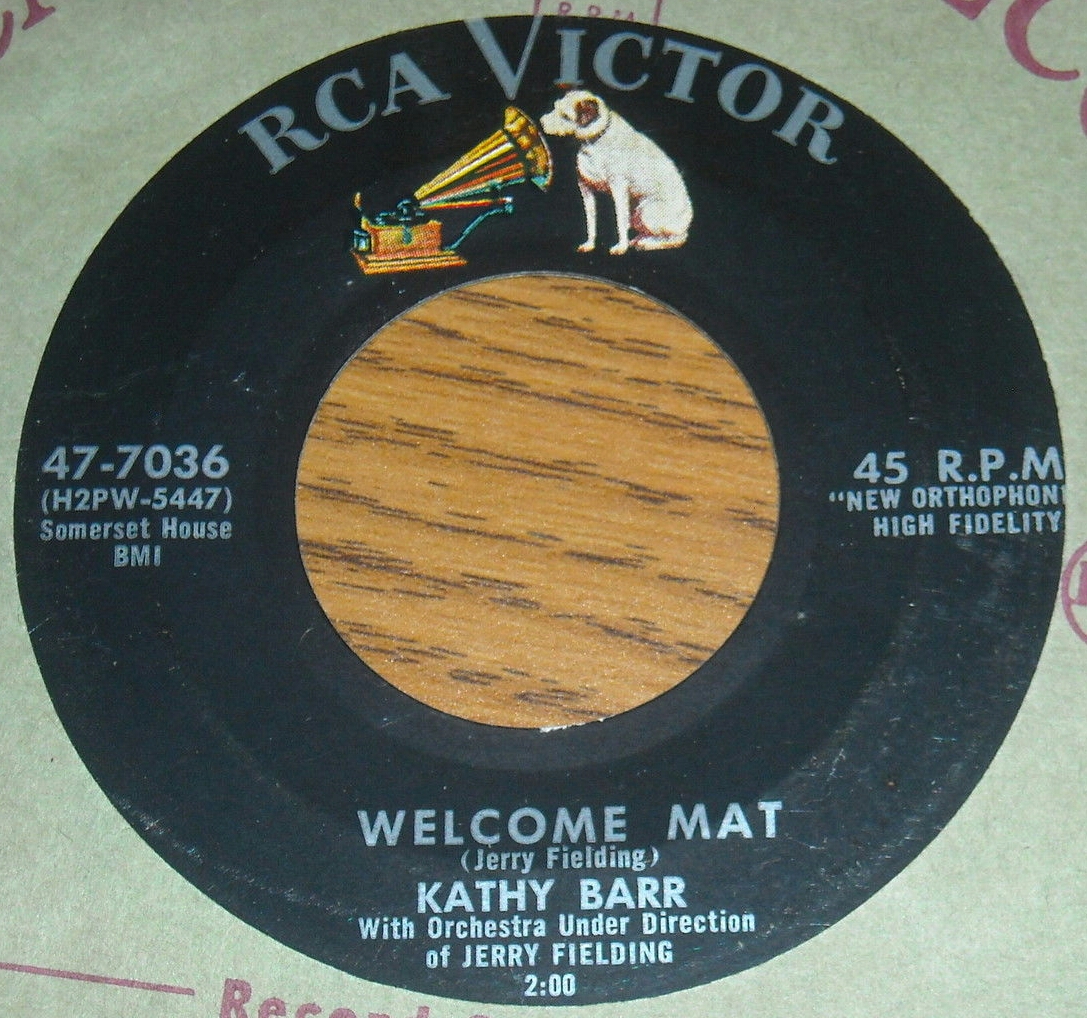 R.P.M
RCA VICTOR
47-7036
(H2PW-5447)
Somerset House
BMI
45 R.P.M
"NEW ORTHOPHONI
HIGH FIDELITY
WELCOME MAT
(Jerry Fielding)
KATHY BARR
With Orchestra Under Direction
of JERRY FIELDING
2:00